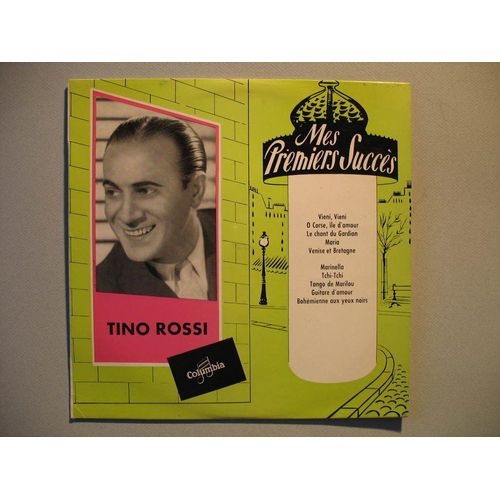 Mes
Premiers Succès
Vieni, Vieni
O Corse, ile d'amour
Le chant du Gardian
Maria
Venise et Bretagne
Marinella
Tchi-Tchi
Tango de Marilou
Guitare d'amour
Bohémienne aux yeux noirs
TINO ROSSI
Columbia